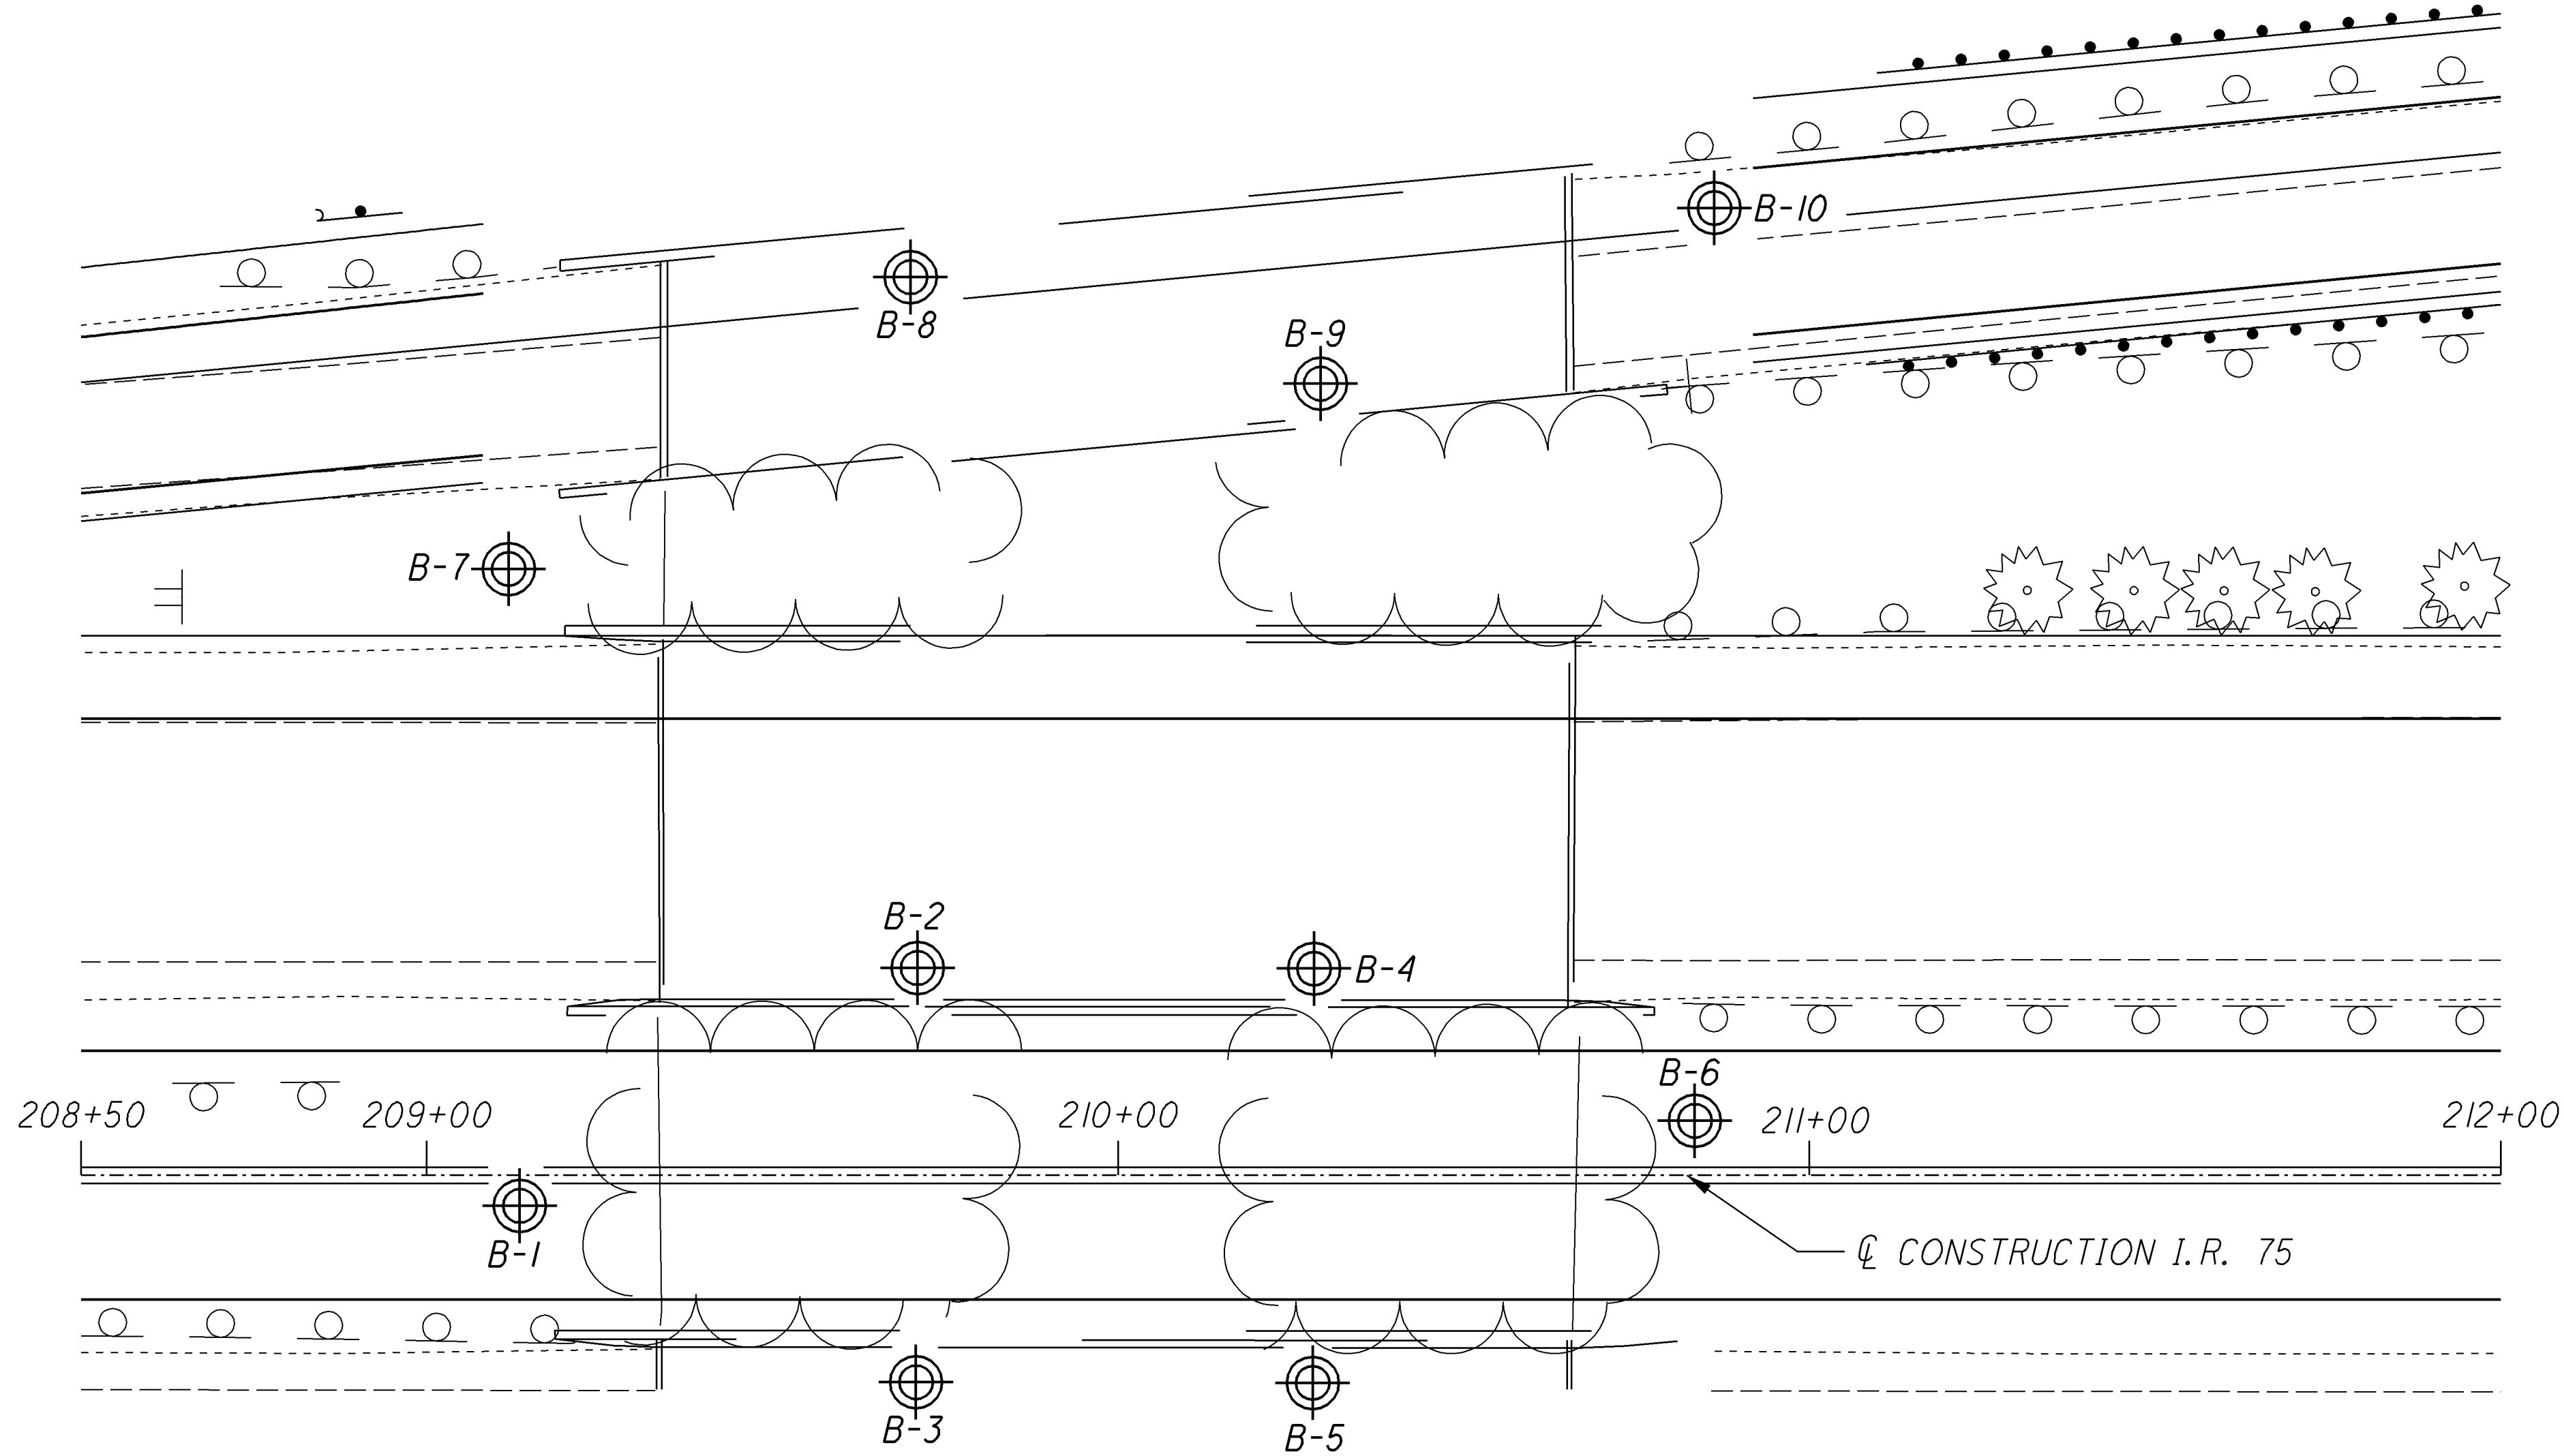 B-10
B-8
B-9
B-7
B-2
B-4
B-6
208+50
209+00
210+00
211+00
212+00
B-1
℄ CONSTRUCTION I.R. 75
B-3
B-5